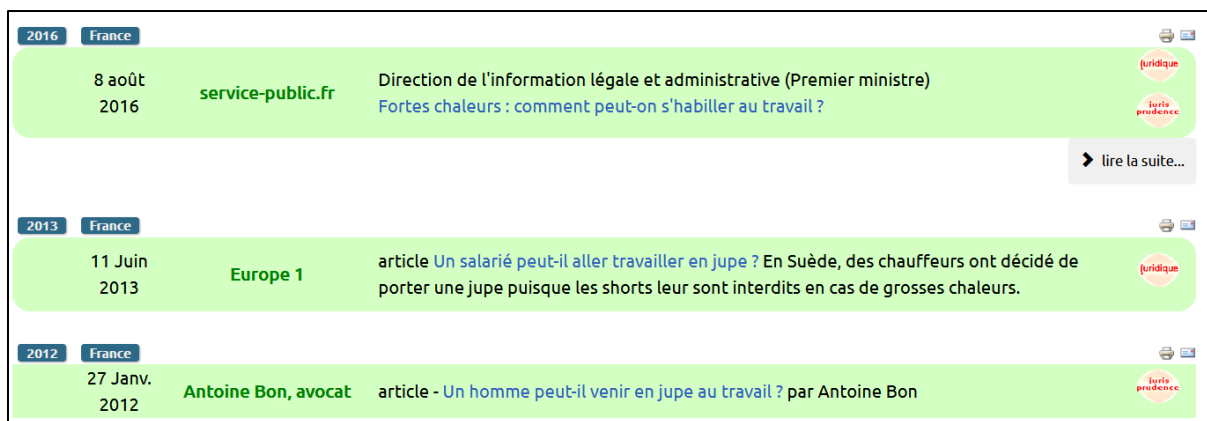 2016 France
juridique
8 août
2016
service-public.fr
Direction de l'information légale et administrative (Premier ministre)
Fortes chaleurs : comment peut-on s'habiller au travail ?
juris
prudence
lire la suite...
2013 France
11 Juin
2013
Europe 1
article Un salarié peut-il aller travailler en jupe ? En Suède, des chauffeurs ont décidé de
porter une jupe puisque les shorts leur sont interdits en cas de grosses chaleurs.
juridique
2012 France
27 Janv.
2012
Antoine Bon, avocat
article - Un homme peut-il venir en jupe au travail ? par Antoine Bon
juris
prudence